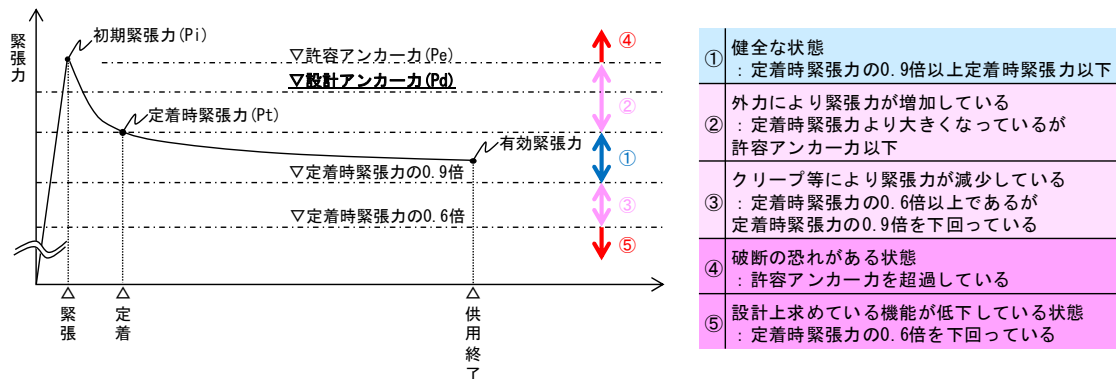 緊張力
初期緊張力(Pi)
▽許容アンカー力(Pe)
▽設計アンカー力(Pd)
定着時緊張力(Pt)
有効緊張力
▽定着時緊張力の0.9倍
▽定着時緊張力の0.6倍
④
②
①
③
⑤
△緊張
△定着
△供用終了
① 健全な状態
：定着時緊張力の0.9倍以上定着時緊張力以下
② 外力により緊張力が増加している
：定着時緊張力より大きくなっているが
許容アンカー力以下
③ クリープ等により緊張力が減少している
：定着時緊張力の0.6倍以上であるが
定着時緊張力の0.9倍を下回っている
④ 破断の恐れがある状態
：許容アンカー力を超過している
⑤ 設計上求めている機能が低下している状態
：定着時緊張力の0.6倍を下回っている